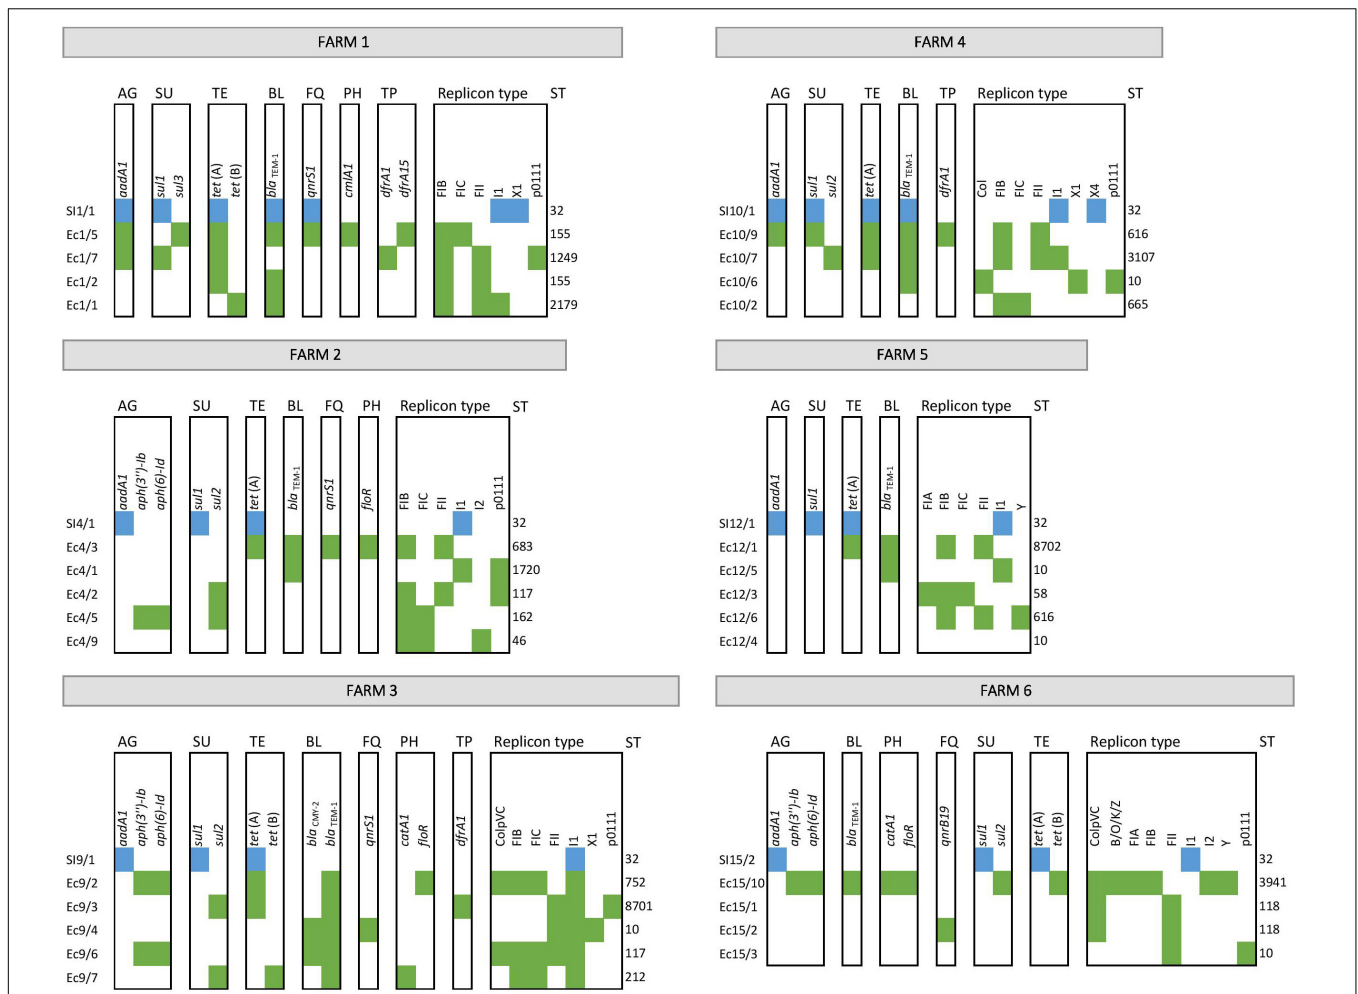 FARM 1
AG SU TE BL FQ PH TP Replicon type ST
aadA1 sul1 sul3 tet (A) tet (B) bla TEM-1 qnrS1 cmlA1 dfrA1 dfrA15 FIB FIC FII I1 X1 p0111
SI1/1 32
Ec1/5 155
Ec1/7 1249
Ec1/2 155
Ec1/1 2179
FARM 4
AG SU TE BL TP Replicon type ST
aadA1 sul1 sul2 tet (A) bla TEM-1 dfrA1 Col FIB FIC FII I1 X1 X4 p0111
SI10/1 32
Ec10/9 616
Ec10/7 3107
Ec10/6 10
Ec10/2 665
FARM 2
AG SU TE BL FQ PH Replicon type ST
aadA1 aph(3'')-Ib aph(6)-Id sul1 sul2 tet (A) bla TEM-1 qnrS1 floR FIB FIC FII I1 I2 p0111
SI4/1 32
Ec4/3 683
Ec4/1 1720
Ec4/2 117
Ec4/5 162
Ec4/9 46
FARM 5
AG SU TE BL Replicon type ST
aadA1 sul1 tet (A) bla TEM-1 FIA FIB FIC FII I1 Y
SI12/1 32
Ec12/1 8702
Ec12/5 10
Ec12/3 58
Ec12/6 616
Ec12/4 10
FARM 3
AG SU TE BL FQ PH TP Replicon type ST
aadA1 aph(3'')-Ib aph(6)-Id sul1 sul2 tet (A) tet (B) bla CMY-2 bla TEM-1 qnrS1 catA1 floR dfrA1 ColpVC FIB FIC FII I1 X1 p0111
SI9/1 32
Ec9/2 752
Ec9/3 8701
Ec9/4 10
Ec9/6 117
Ec9/7 212
FARM 6
AG BL PH FQ SU TE Replicon type ST
aadA1 aph(3'')-Ib aph(6)-Id bla TEM-1 catA1 floR qnrB19 sul1 sul2 tet (A) tet (B) ColpVC B/O/K/Z FIA FIB FII I1 I2 Y p0111
SI15/2 32
Ec15/10 3941
Ec15/1 118
Ec15/2 118
Ec15/3 10